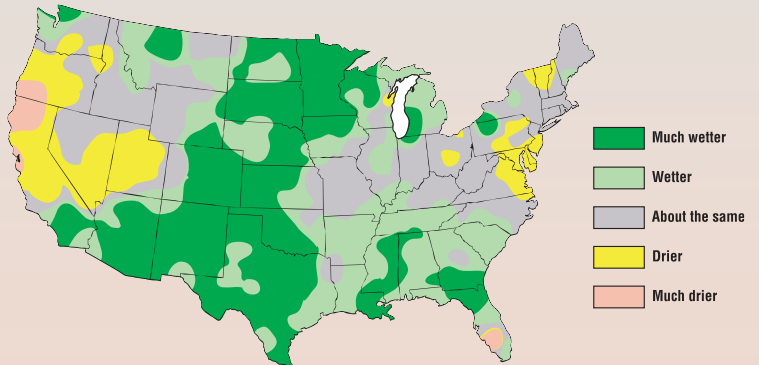 Much wetter
Wetter
About the same
Drier
Much drier